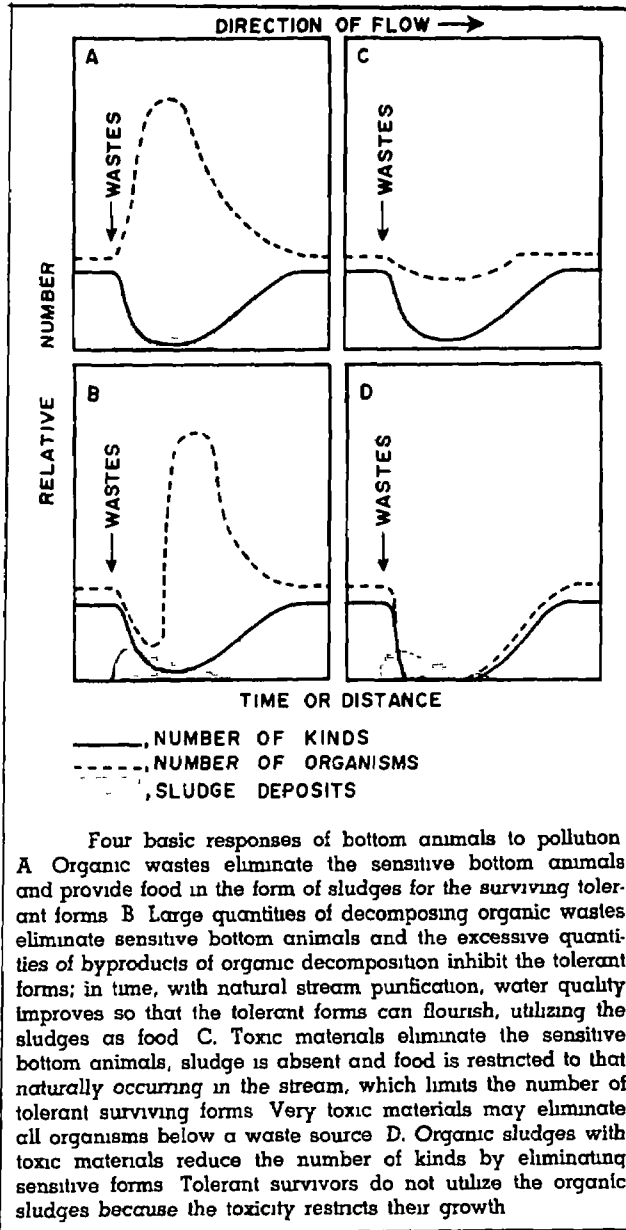 DIRECTION OF FLOW
A
C
WASTES
WASTES
RELATIVE NUMBER
B
D
WASTES
WASTES
TIME OR DISTANCE
, NUMBER OF KINDS
, NUMBER OF ORGANISMS
, SLUDGE DEPOSITS
Four basic responses of bottom animals to pollution
A Organic wastes eliminate the sensitive bottom animals
and provide food in the form of sludges for the surviving toler-
ant forms B Large quantities of decomposing organic wastes
eliminate sensitive bottom animals and the excessive quanti-
ties of byproducts of organic decomposition inhibit the tolerant
forms; in time, with natural stream purification, water quality
improves so that the tolerant forms can flourish, utilizing the
sludges as food C. Toxic materials eliminate the sensitive
bottom animals, sludge is absent and food is restricted to that
naturally occurring in the stream, which limits the number of
tolerant surviving forms Very toxic materials may eliminate
all organisms below a waste source D. Organic sludges with
toxic materials reduce the number of kinds by eliminating
sensitive forms Tolerant survivors do not utilize the organic
sludges because the toxicity restricts their growth